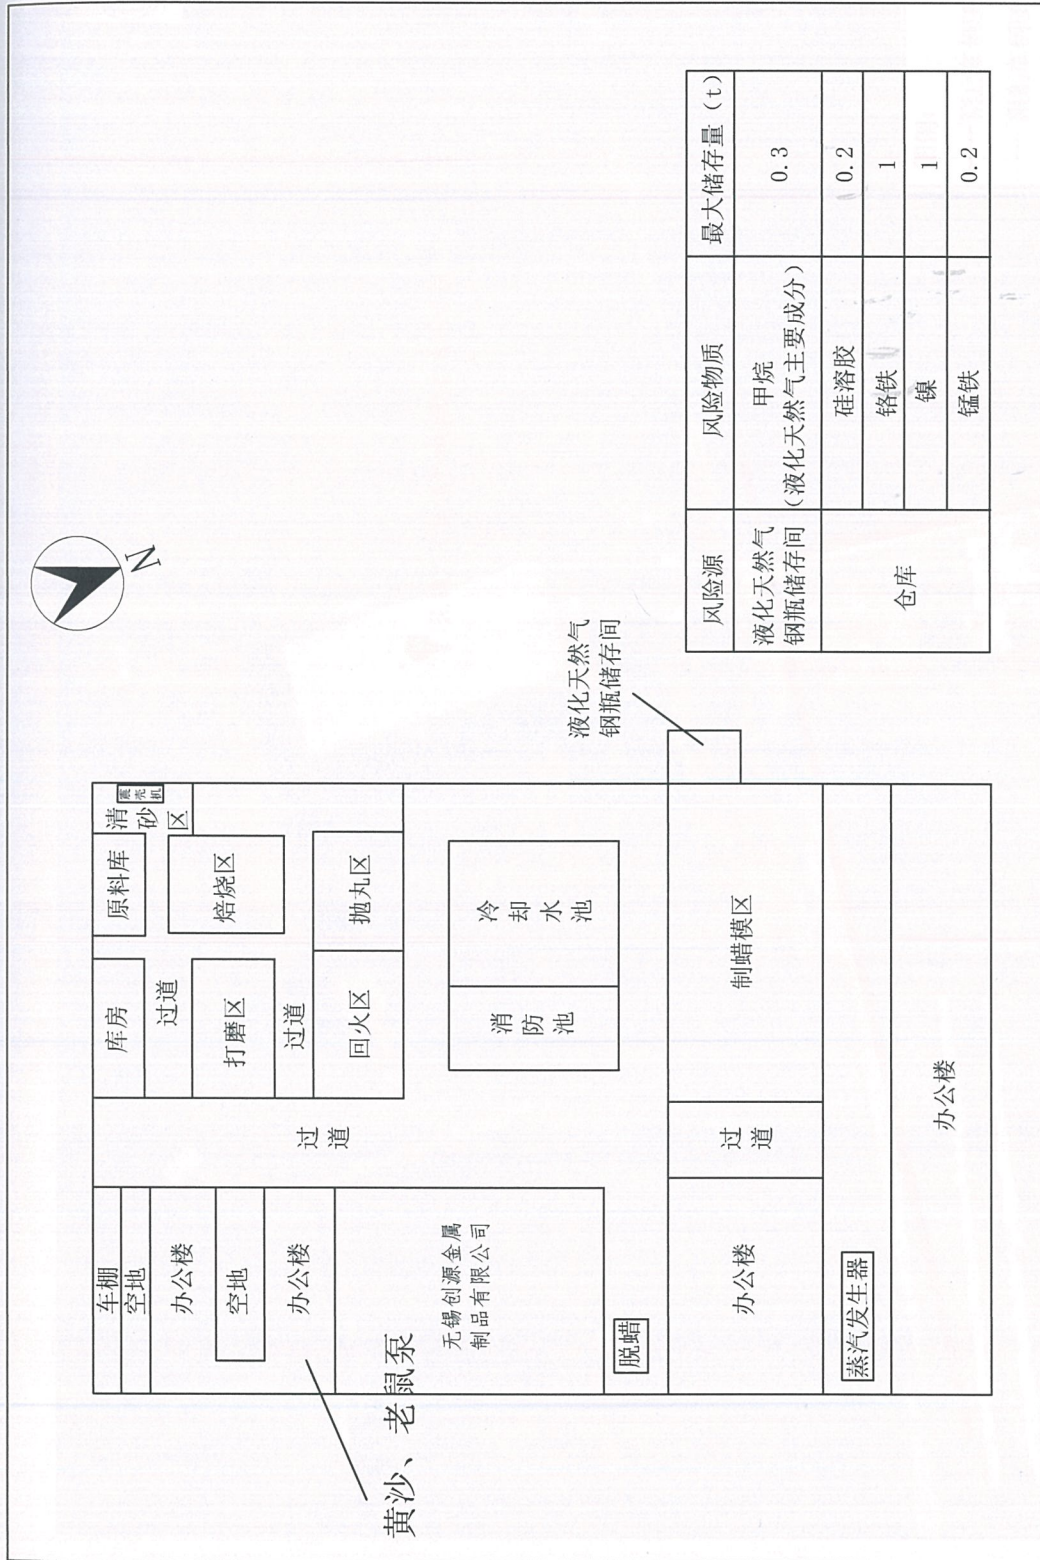 车棚
空地
办公楼
空地
办公楼
无锡创源金属
制品有限公司
脱蜡
办公楼
蒸汽发生器
办公楼
黄沙、老鼠泵
过道
过道
库房
过道
打磨区
过道
回火区
消防池
原料库
焙烧区
抛丸区
冷却水池
制蜡模区
清砂区
震壳机
液化天然气
钢瓶储存间
N
风险源 风险物质 最大储存量(t)
液化天然气
钢瓶储存间 甲烷
(液化天然气主要成分) 0.3
仓库 硅溶胶 0.2
铬铁 1
镍 1
锰铁 0.2